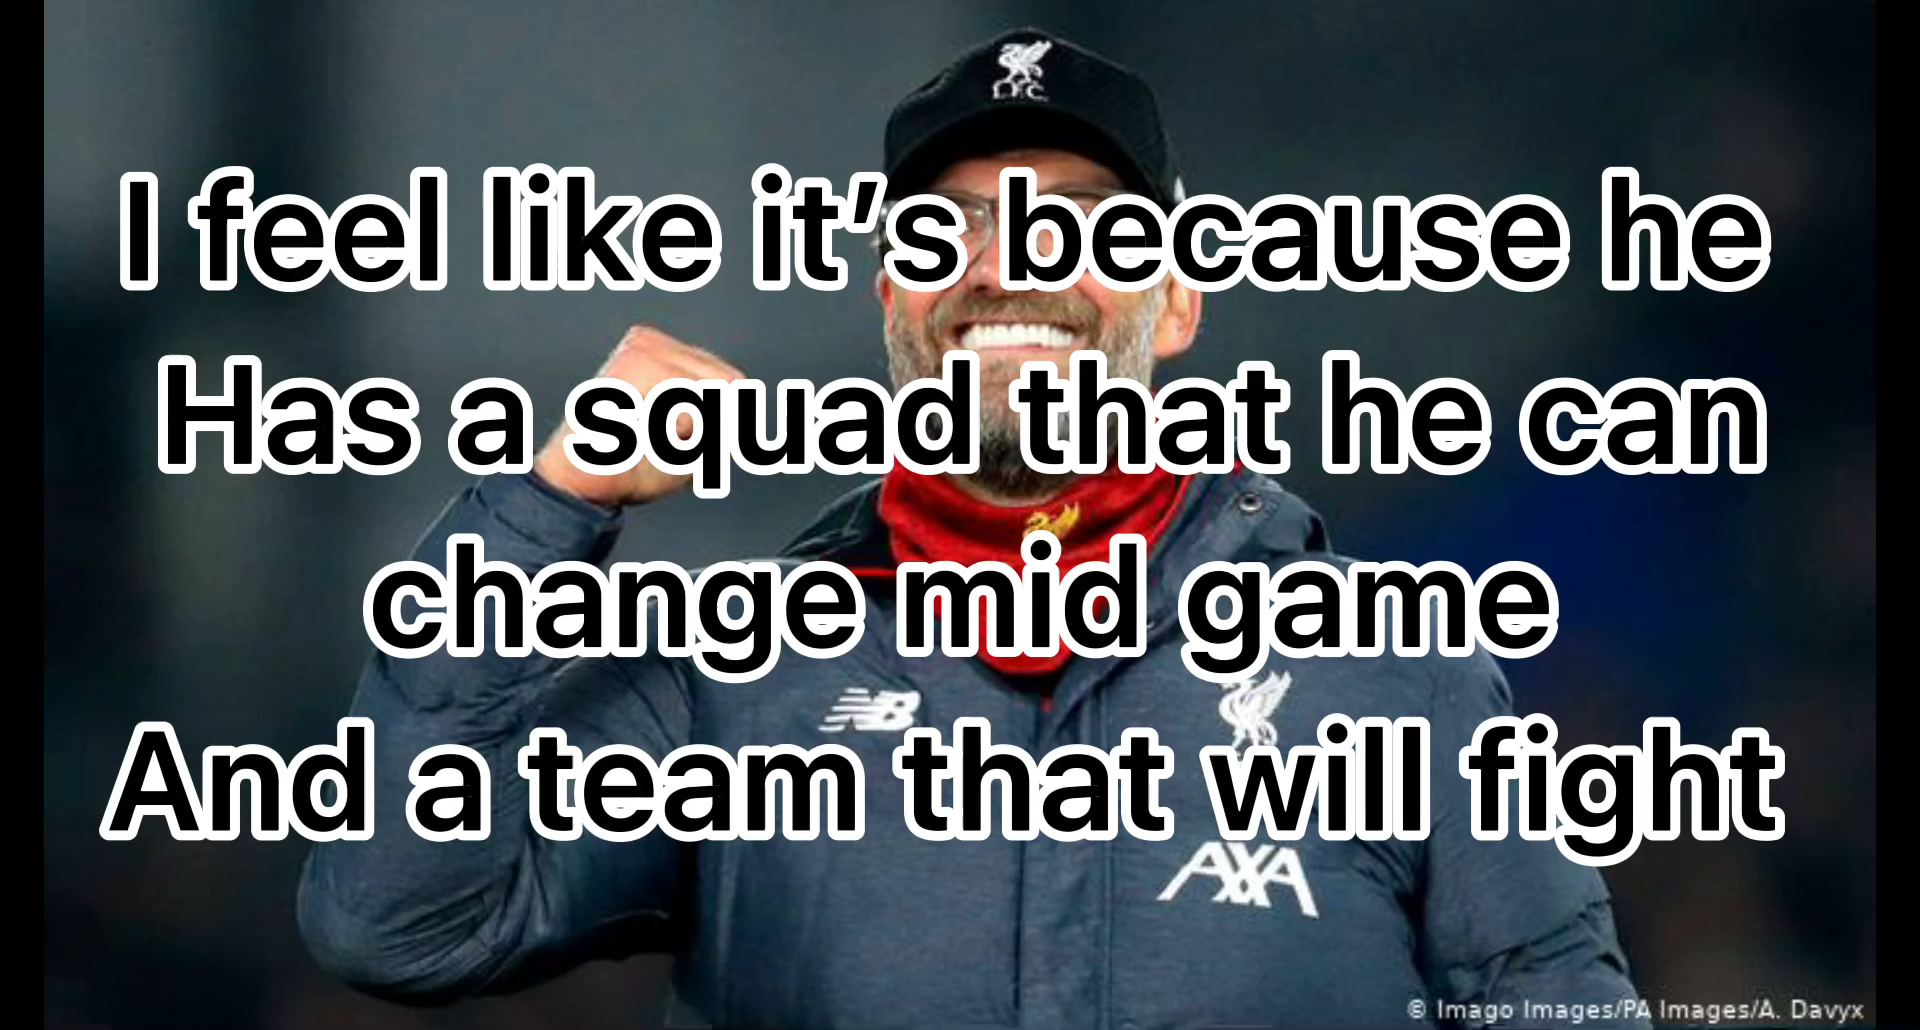 L.F.C.
I feel like it’s because he
Has a squad that he can
change mid game
NB
And a team that will fight
AXA
© Imago Images/PA Images/A. Davyx